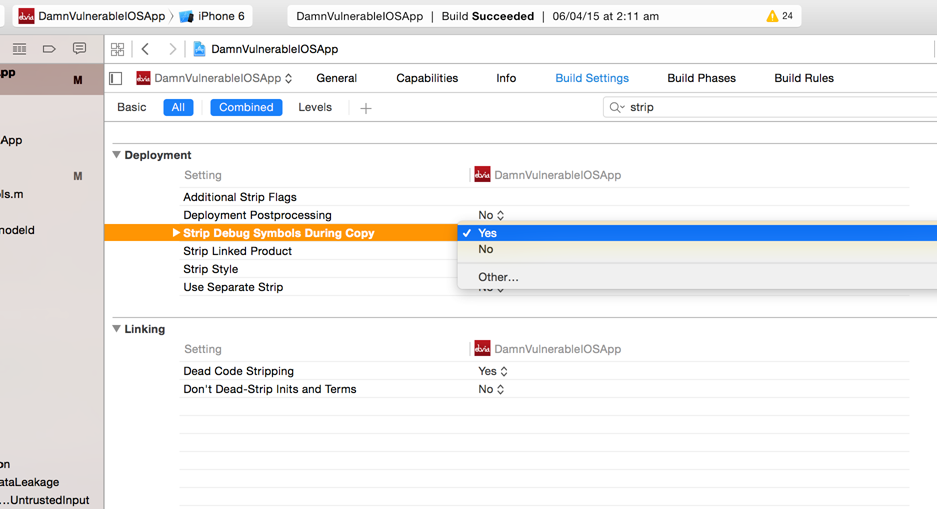 DamnVulnerableIOSApp iPhone 6 DamnVulnerableIOSApp | Build Succeeded | 06/04/15 at 2:11 am 24
DamnVulnerableIOSApp
DamnVulnerableIOSApp General Capabilities Info Build Settings Build Phases Build Rules
Basic All Combined Levels strip
pp M
App
M
ls.m
nodeId
on
ataLeakage
...UntrustedInput
Deployment
Setting DamnVulnerableIOSApp
Additional Strip Flags
Deployment Postprocessing No
Strip Debug Symbols During Copy Yes
Strip Linked Product No
Strip Style
Other...
Use Separate Strip No
Linking
Setting DamnVulnerableIOSApp
Dead Code Stripping Yes
Don't Dead-Strip Inits and Terms No